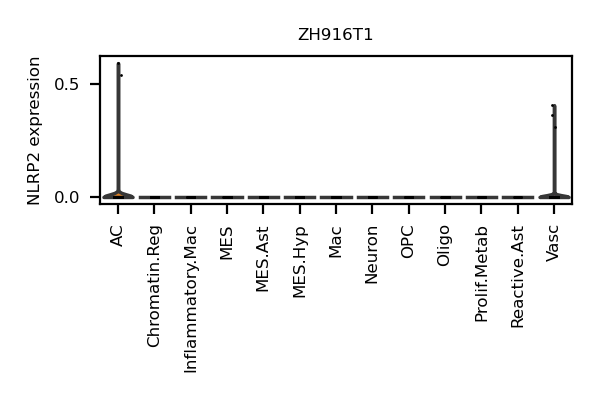 ZH916T1
NLRP2 expression
0.5
0.0
AC
Chromatin.Reg
Inflammatory.Mac
MES
MES.Ast
MES.Hyp
Mac
Neuron
OPC
Oligo
Prolif.Metab
Reactive.Ast
Vasc